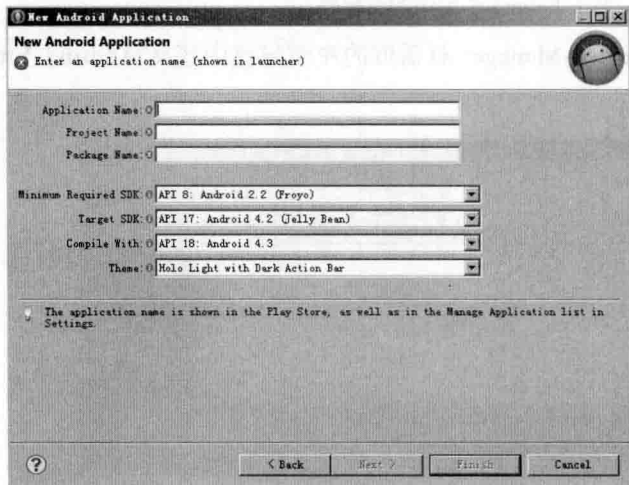 New Android Application
New Android Application
Enter an application name (shown in launcher)
Application Name:
Project Name:
Package Name:
Minimum Required SDK: API 8: Android 2.2 (Froyo)
Target SDK: API 17: Android 4.2 (Jelly Bean)
Compile With: API 18: Android 4.3
Theme: Holo Light with Dark Action Bar
The application name is shown in the Play Store, as well as in the Manage Application list in
Settings.
< Back
Next >
Finish
Cancel